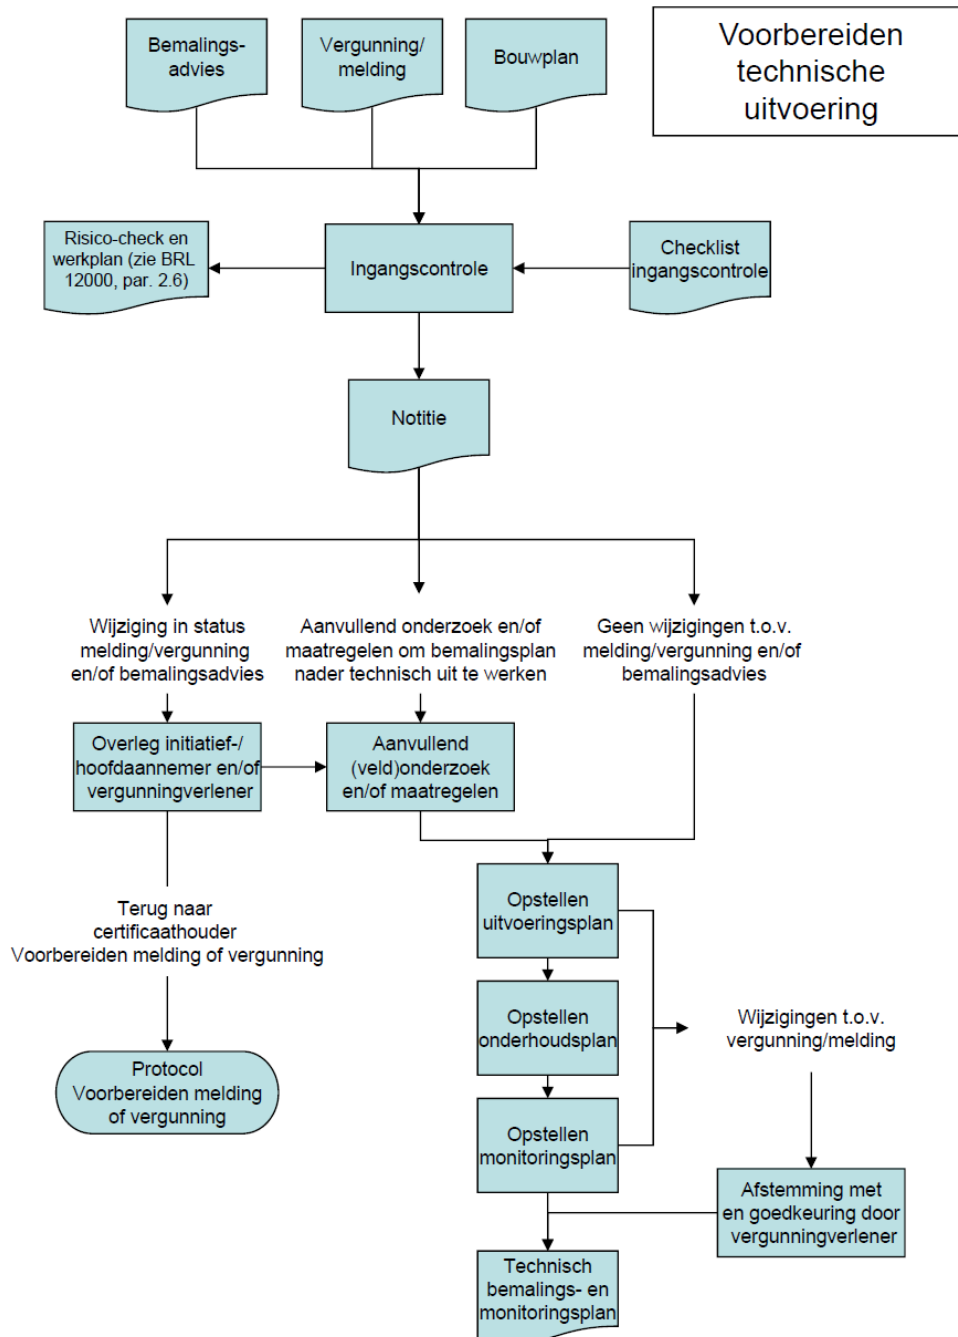 Voorbereiden
technische
uitvoering
Bemalings-
advies
Vergunning/
melding
Bouwplan
Risico-check en
werkplan (zie BRL
12000, par. 2.6)
Ingangscontrole
Checklist
ingangscontrole
Notitie
Wijziging in status
melding/vergunning
en/of bemalingsadvies
Aanvullend onderzoek en/of
maatregelen om bemalingsplan
nader technisch uit te werken
Geen wijzigingen t.o.v.
melding/vergunning en/of
bemalingsadvies
Overleg initiatief-/
hoofdaannemer en/of
vergunningverlener
Aanvullend
(veld)onderzoek
en/of maatregelen
Opstellen
uitvoeringsplan
Terug naar
certificaathouder
Voorbereiden melding of vergunning
Opstellen
onderhoudsplan
Wijzigingen t.o.v.
vergunning/melding
Protocol
Voorbereiden melding
of vergunning
Opstellen
monitoringsplan
Afstemming met
en goedkeuring door
vergunningverlener
Technisch
bemalings- en
monitoringsplan